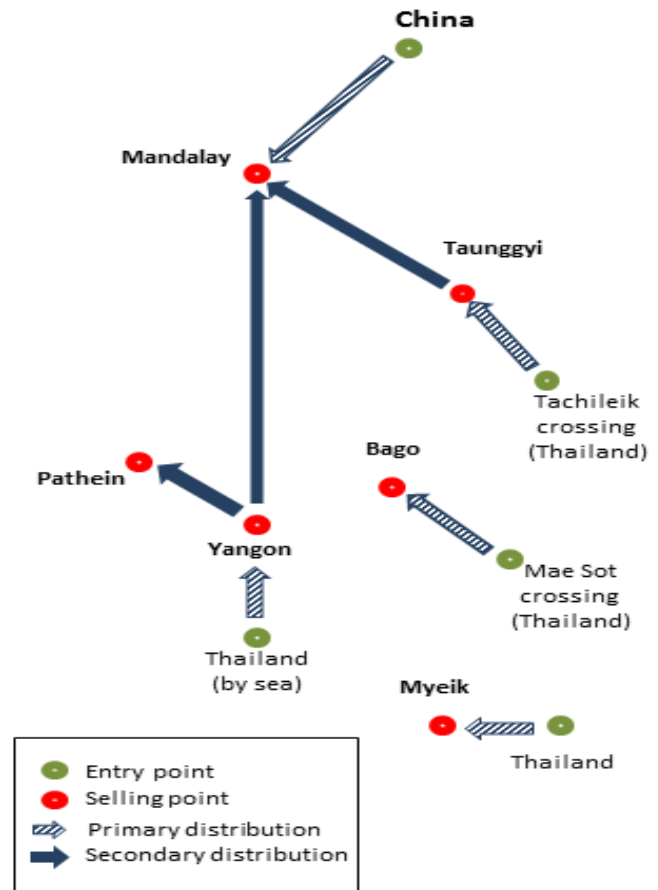 China
Mandalay
Taunggyi
Tachileik
crossing
(Thailand)
Bago
Pathein
Yangon
Mae Sot
crossing
(Thailand)
Thailand
(by sea)
Myeik
Thailand
Entry point
Selling point
Primary distribution
Secondary distribution